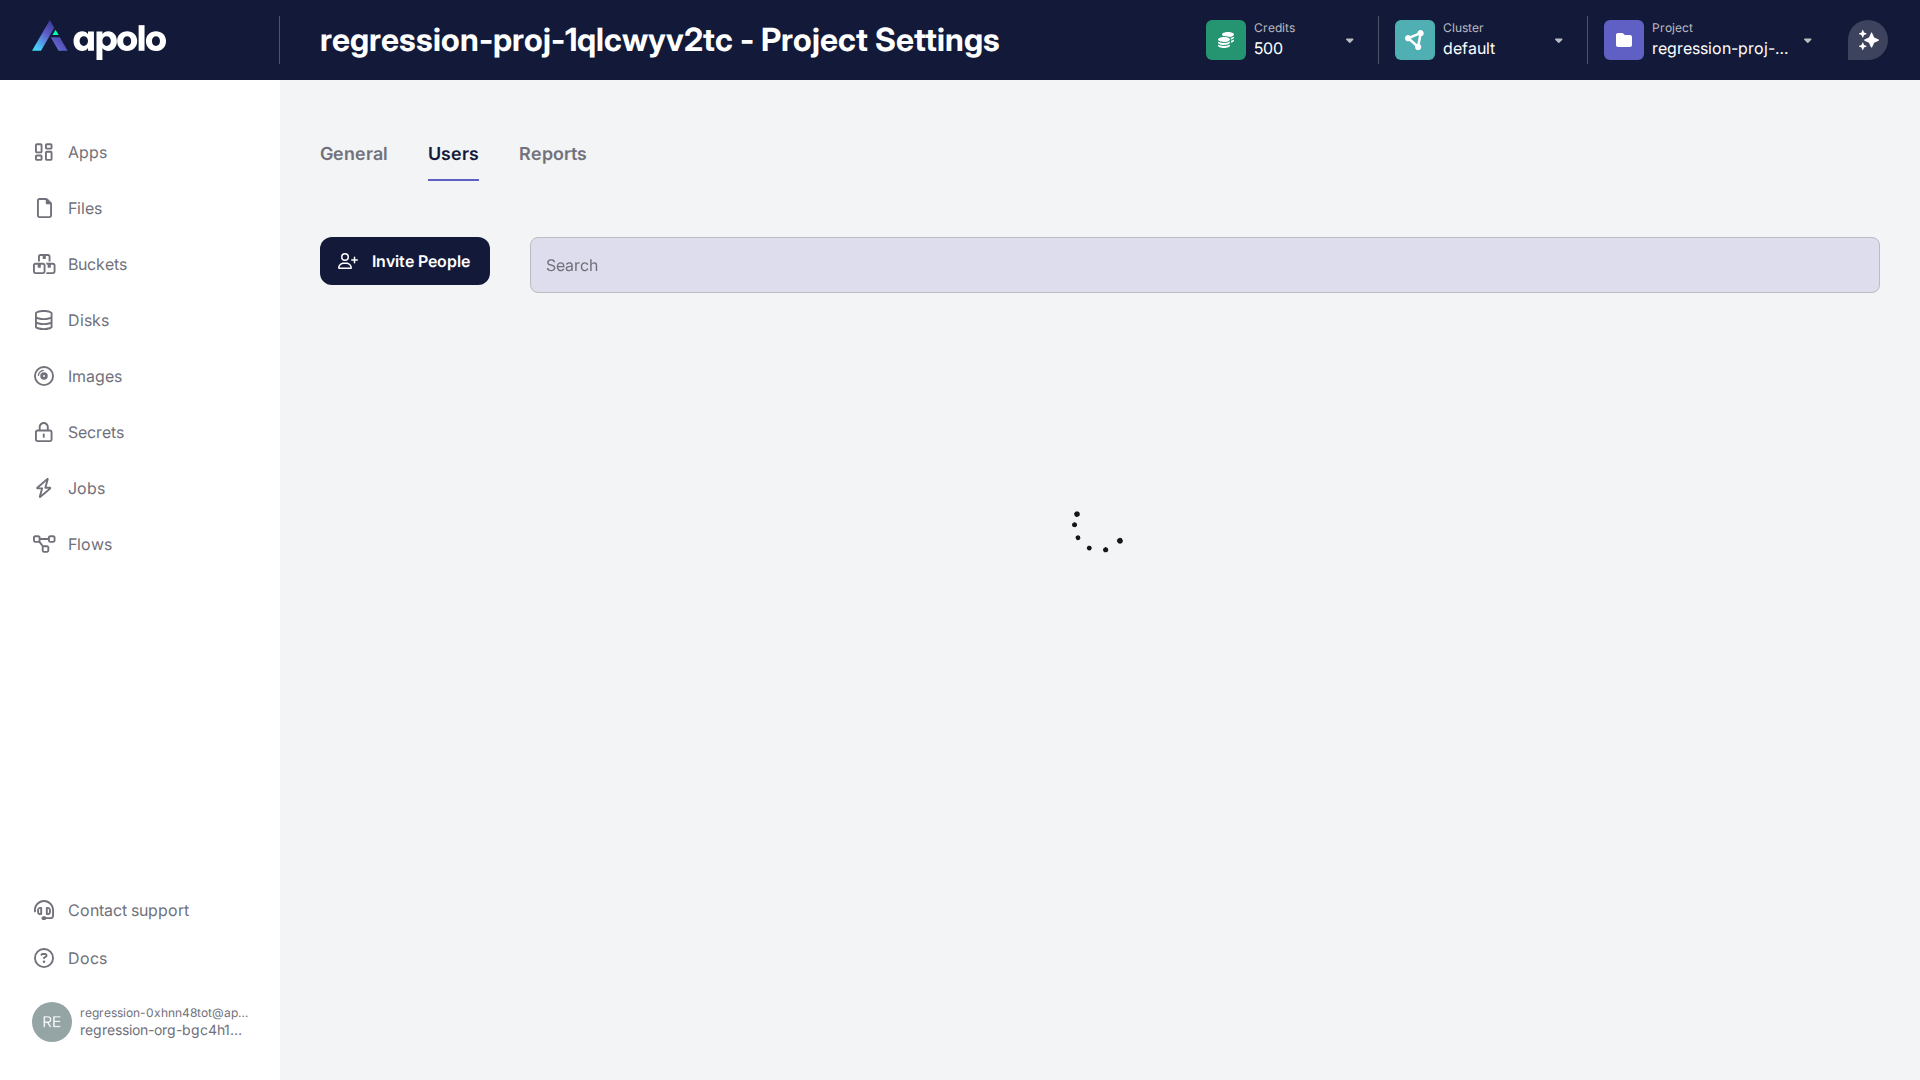 apolo
regression-proj-1qlcwyv2tc - Project Settings
Credits
500
Cluster
default
Project
regression-proj-...
Apps
Files
Buckets
Disks
Images
Secrets
Jobs
Flows
General
Users
Reports
Invite People
Search
Contact support
Docs
RE
regression-0xhnn48tot@ap...
regression-org-bgc4h1...